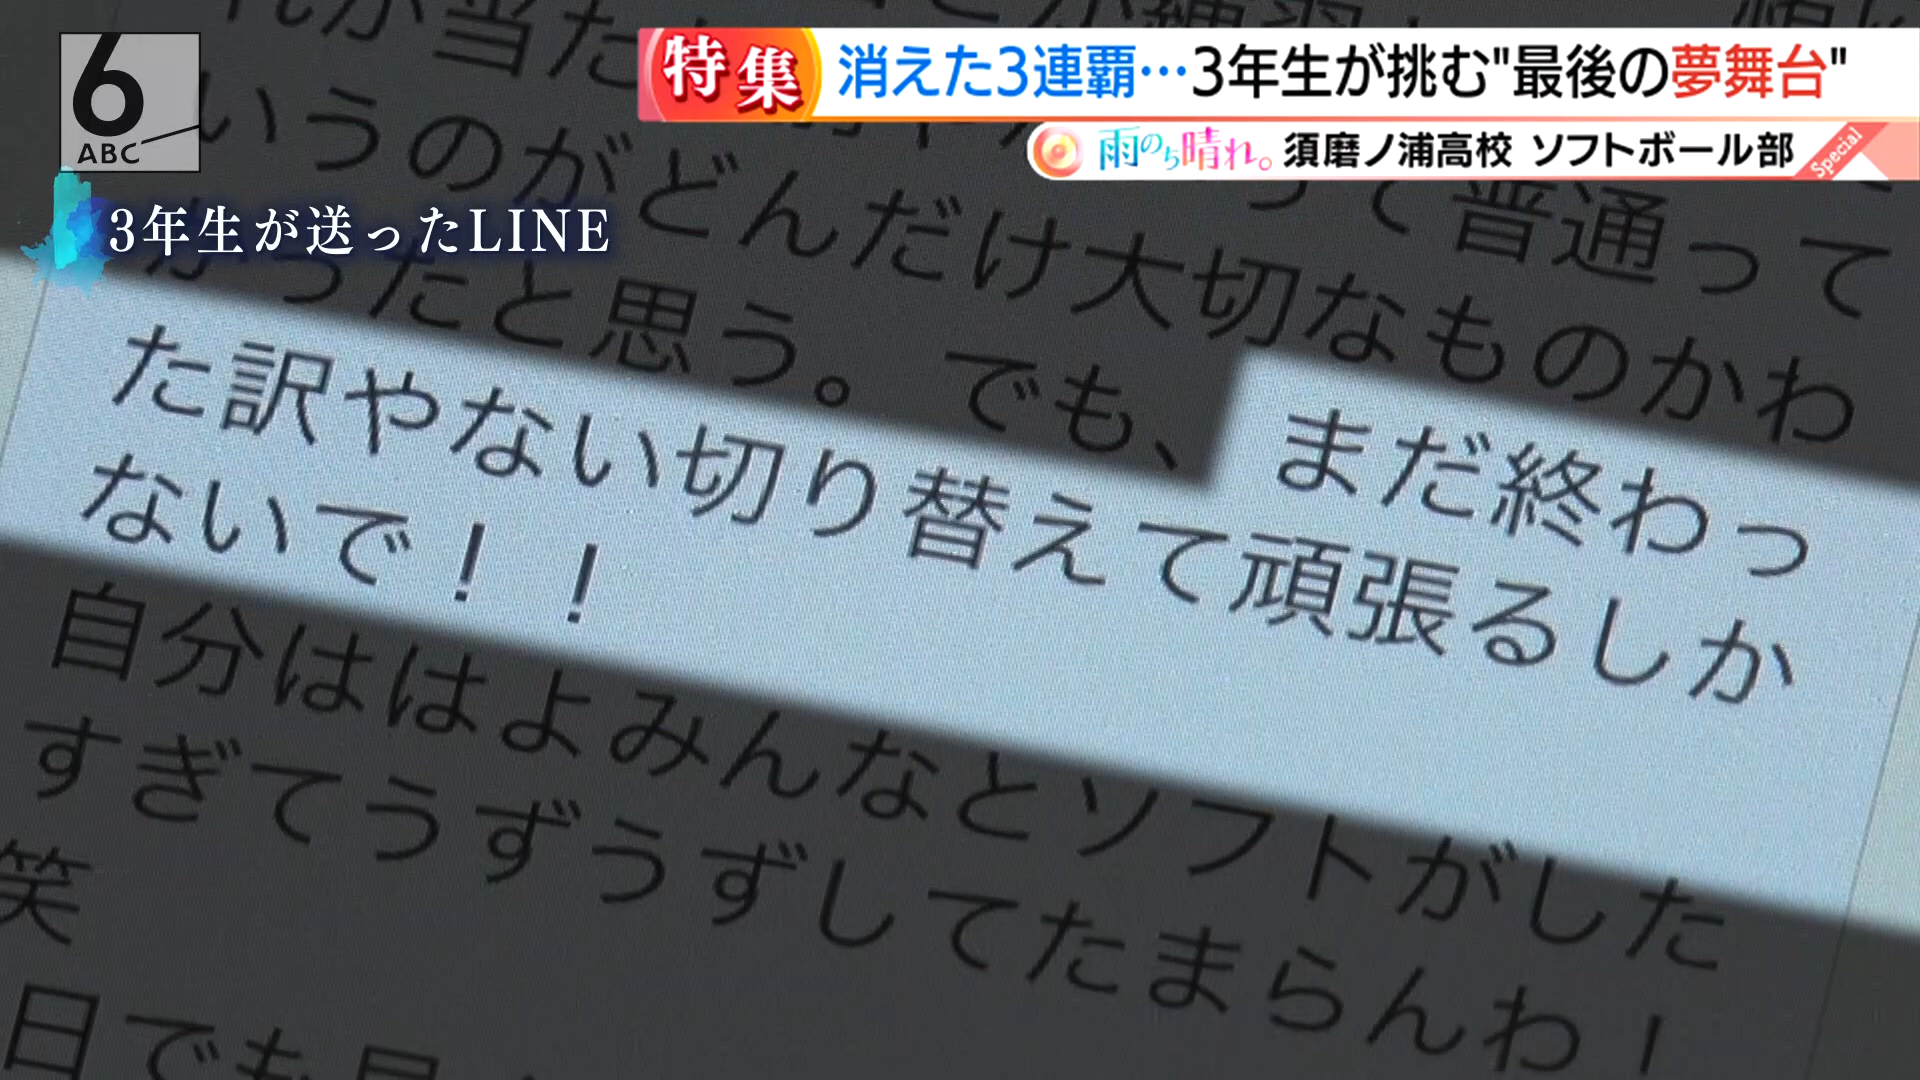 6
ABC
特集
消えた3連覇…3年生が挑む"最後の夢舞台"
雨のち晴れ。須磨ノ浦高校 ソフトボール部
Special
3年生が送ったLINE
って普通って
いうのがどんだけ大切なものかわ
かったと思う。でも、まだ終わっ
た訳やない切り替えて頑張るしか
ないで！！
自分ははよみんなとソフトがした
すぎてうずうずしてたまらんわ！
笑